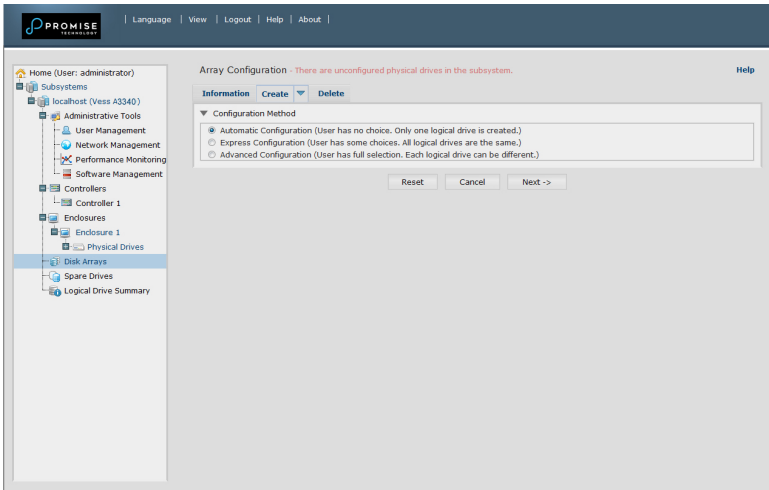 PROMISE
TECHNOLOGY
| Language | View | Logout | Help | About |
Home (User: administrator)
Subsystems
localhost (Vess A3340)
Administrative Tools
User Management
Network Management
Performance Monitoring
Software Management
Controllers
Controller 1
Enclosures
Enclosure 1
Physical Drives
Disk Arrays
Spare Drives
Logical Drive Summary
Array Configuration - There are unconfigured physical drives in the subsystem.
Help
Information Create Delete
Configuration Method
Automatic Configuration (User has no choice. Only one logical drive is created.)
Express Configuration (User has some choices. All logical drives are the same.)
Advanced Configuration (User has full selection. Each logical drive can be different.)
Reset Cancel Next ->